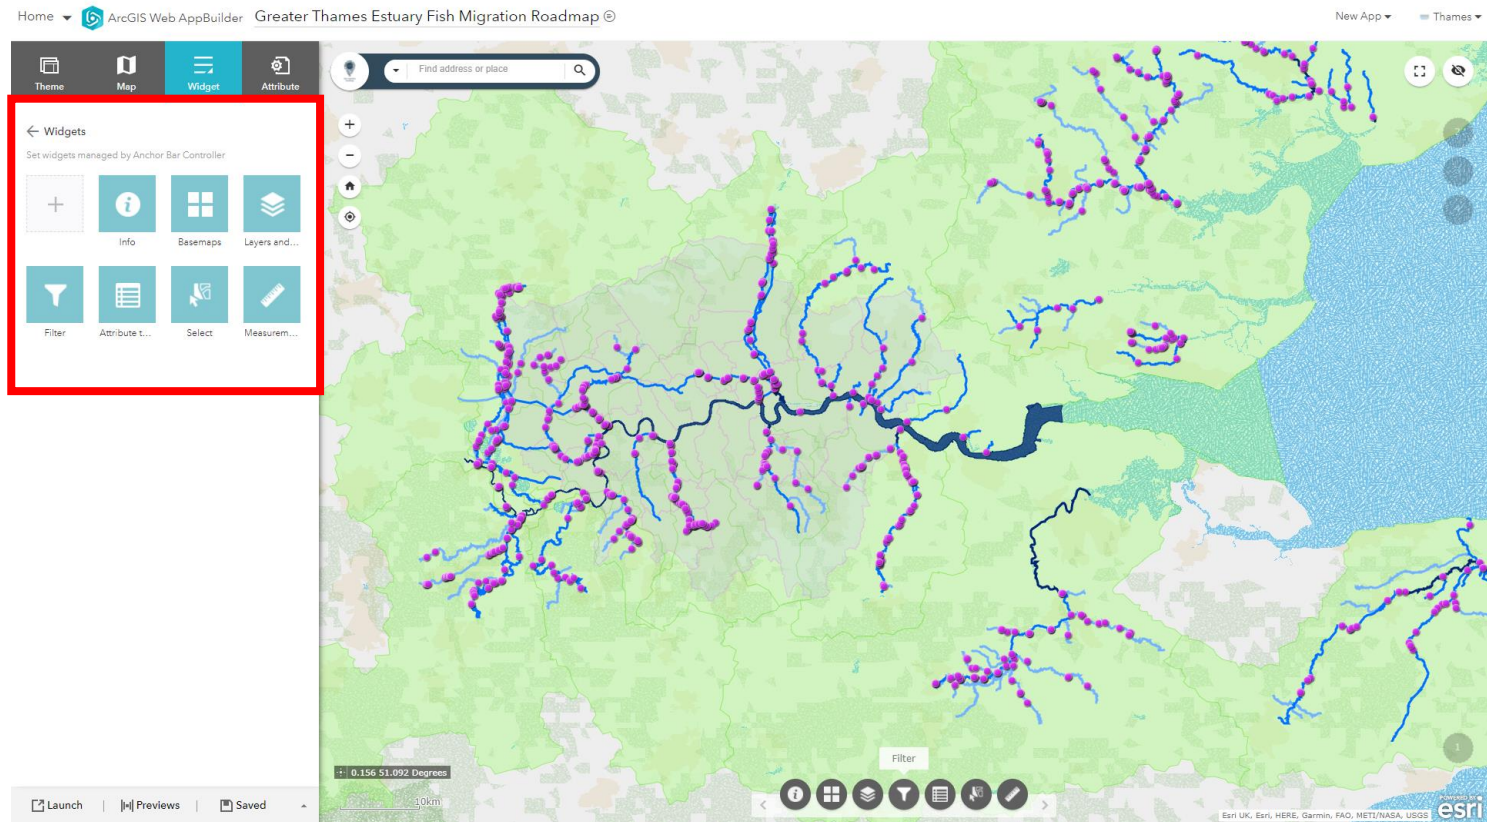 Home
ArcGIS Web AppBuilder
Greater Thames Estuary Fish Migration Roadmap
New App
Thames
Theme
Map
Widget
Attribute
Find address or place
Widgets
Set widgets managed by Anchor Bar Controller
Info
Basemaps
Layers and...
Filter
Attribute t...
Select
Measurem...
Filter
0.156 51.092 Degrees
10km
Launch
Previews
Saved
1
Esri UK, Esri, HERE, Garmin, FAO, METI/NASA, USGS
POWERED BY
esri